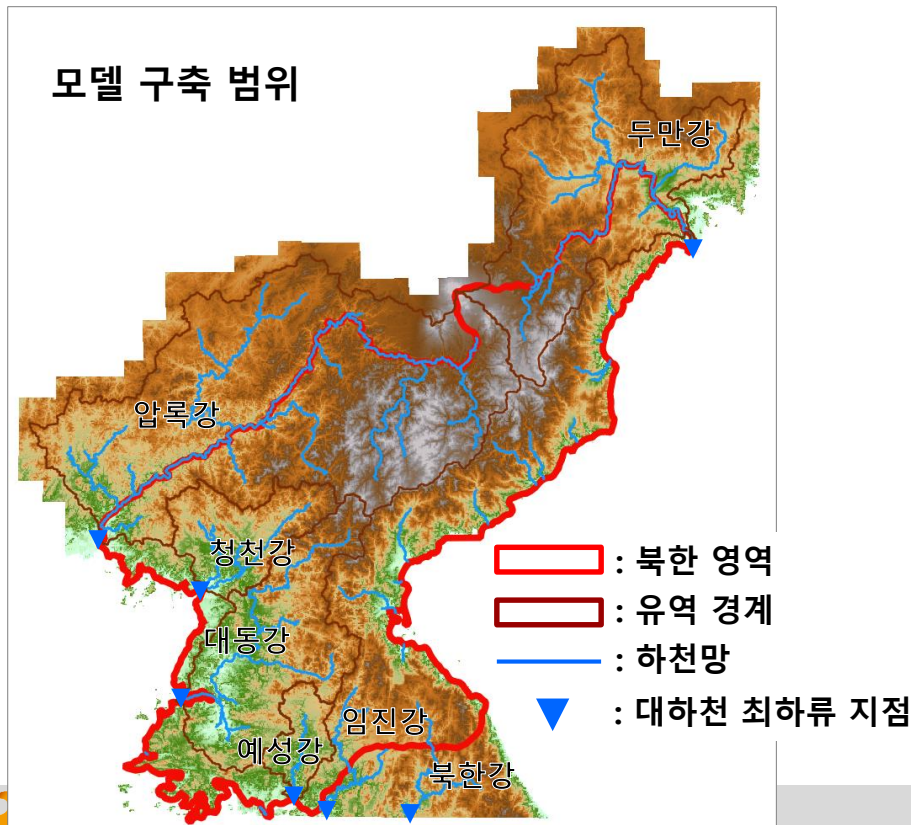 모델 구축 범위
두만강
압록강
청천강
대동강
임진강
예성강
북한강
: 북한 영역
: 유역 경계
: 하천망
: 대하천 최하류 지점